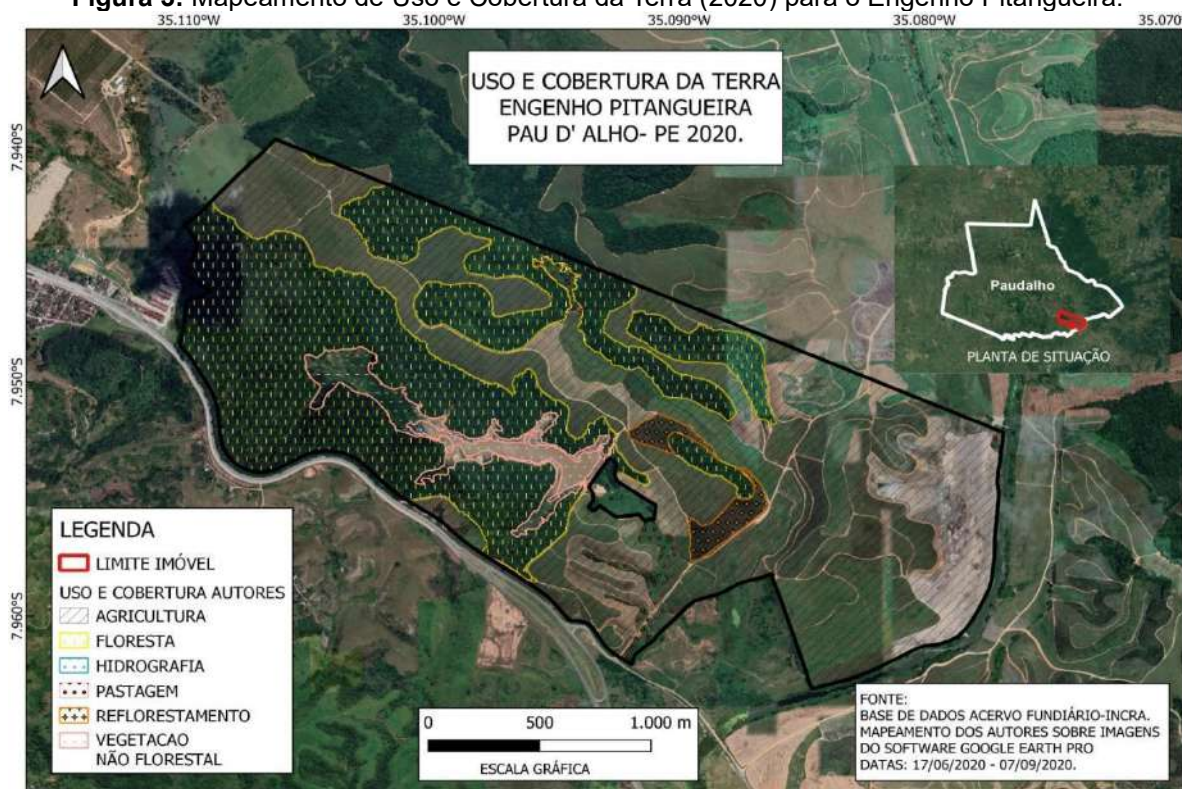 Figura 5: Mapeamento de Uso e Cobertura da Terra (2020) para o Engenho Pitangueira.
35.110°W
35.100°W
35.090°W
35.080°W
35.070°
USO E COBERTURA DA TERRA
ENGENHO PITANGUEIRA
PAU D' ALHO- PE 2020.
7.940°S
7.950°S
7.960°S
Paudalho
PLANTA DE SITUAÇÃO
LEGENDA
LIMITE IMÓVEL
USO E COBERTURA AUTORES
AGRICULTURA
FLORESTA
HIDROGRAFIA
PASTAGEM
REFLORESTAMENTO
VEGETACAO
NÃO FLORESTAL
0 500 1.000 m
ESCALA GRÁFICA
FONTE:
BASE DE DADOS ACERVO FUNDIÁRIO-INCRA.
MAPEAMENTO DOS AUTORES SOBRE IMAGENS
DO SOFTWARE GOOGLE EARTH PRO
DATAS: 17/06/2020 - 07/09/2020.